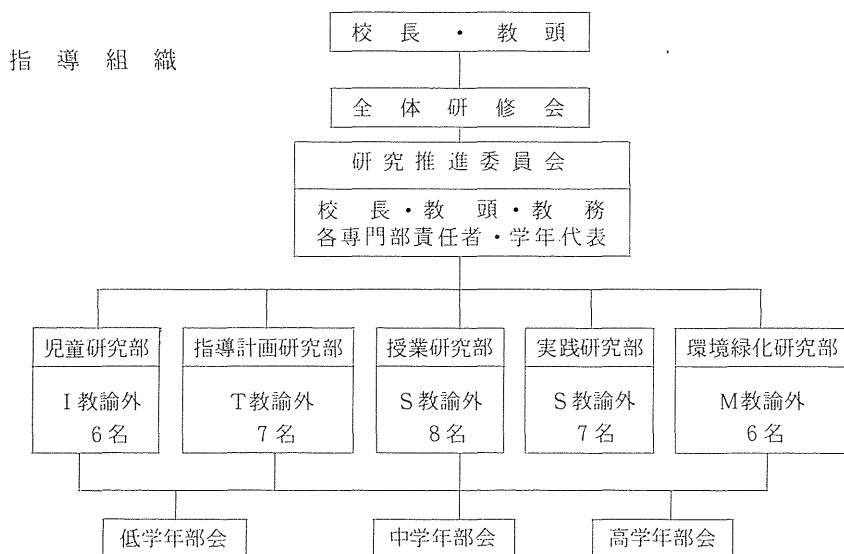 校長・教頭
指導組織
全体研修会
研究推進委員会
校長・教頭・教務
各専門部責任者・学年代表
児童研究部
I教諭外
6名
指導計画研究部
T教諭外
7名
授業研究部
S教諭外
8名
実践研究部
S教諭外
7名
環境緑化研究部
M教諭外
6名
低学年部会
中学年部会
高学年部会